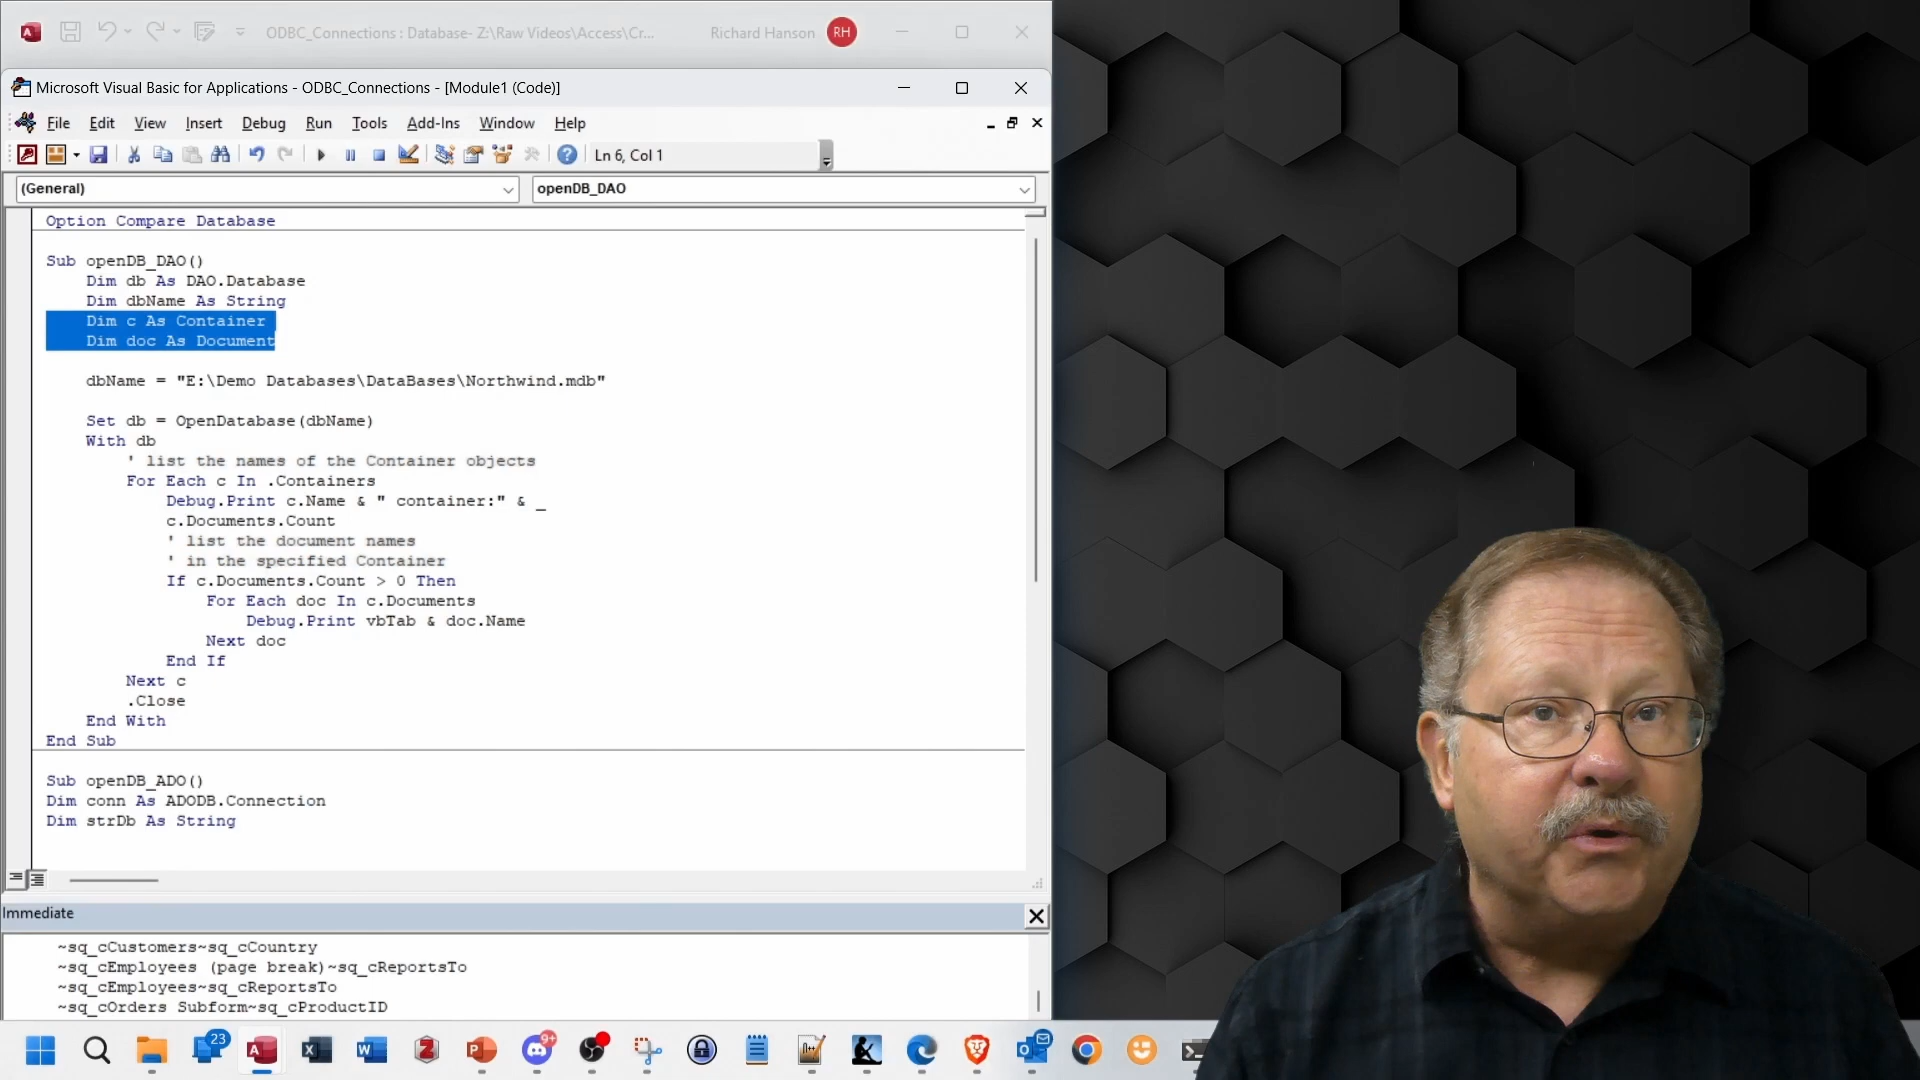 ODBC_Connections : Database- Z:\Raw Videos\Access\Cr...
Richard Hanson
RH
Microsoft Visual Basic for Applications - ODBC_Connections - [Module1 (Code)]
File Edit View Insert Debug Run Tools Add-Ins Window Help
Ln 6, Col 1
(General)
openDB_DAO
Option Compare Database
Sub openDB_DAO()
Dim db As DAO.Database
Dim dbName As String
Dim c As Container
Dim doc As Document
dbName = "E:\Demo Databases\DataBases\Northwind.mdb"
Set db = OpenDatabase(dbName)
With db
' list the names of the Container objects
For Each c In .Containers
Debug.Print c.Name & " container:" & _
c.Documents.Count
' list the document names
' in the specified Container
If c.Documents.Count > 0 Then
For Each doc In c.Documents
Debug.Print vbTab & doc.Name
Next doc
End If
Next c
.Close
End With
End Sub
Sub openDB_ADO()
Dim conn As ADODB.Connection
Dim strDb As String
Immediate
~sq_cCustomers~sq_cCountry
~sq_cEmployees (page break)~sq_cReportsTo
~sq_cEmployees~sq_cReportsTo
~sq_cOrders Subform~sq_cProductID
23
9+